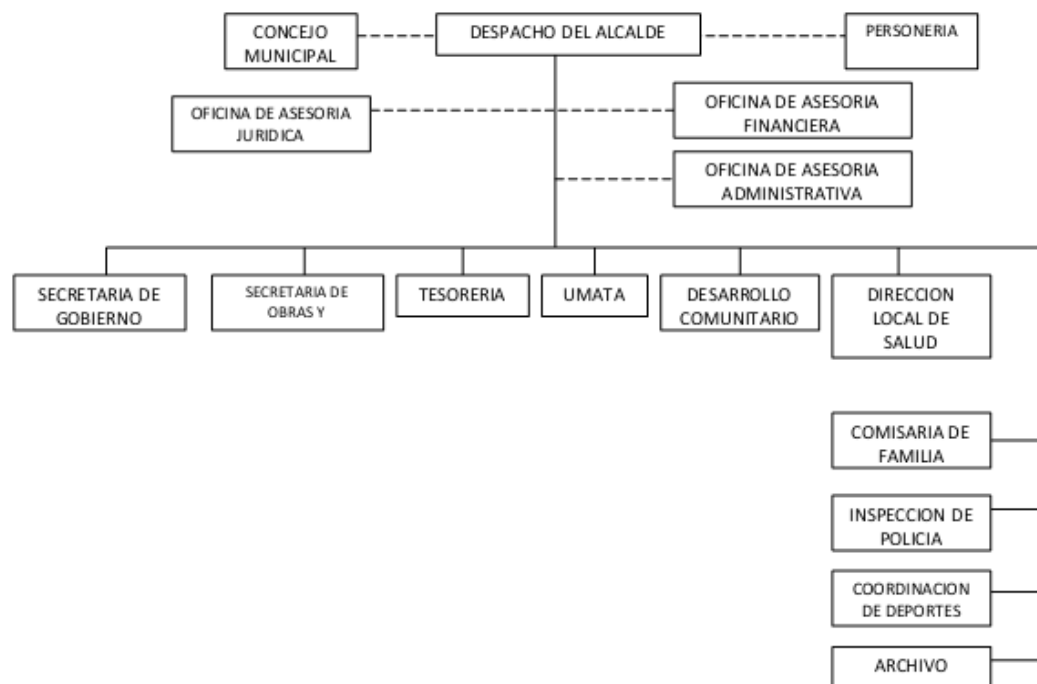 CONCEJO
MUNICIPAL
DESPACHO DEL ALCALDE
PERSONERIA
OFICINA DE ASESORIA
JURIDICA
OFICINA DE ASESORIA
FINANCIERA
OFICINA DE ASESORIA
ADMINISTRATIVA
SECRETARIA DE
GOBIERNO
SECRETARIA DE
OBRAS Y
TESORERIA
UMATA
DESARROLLO
COMUNITARIO
DIRECCION
LOCAL DE
SALUD
COMISARIA DE
FAMILIA
INSPECCION DE
POLICIA
COORDINACION
DE DEPORTES
ARCHIVO